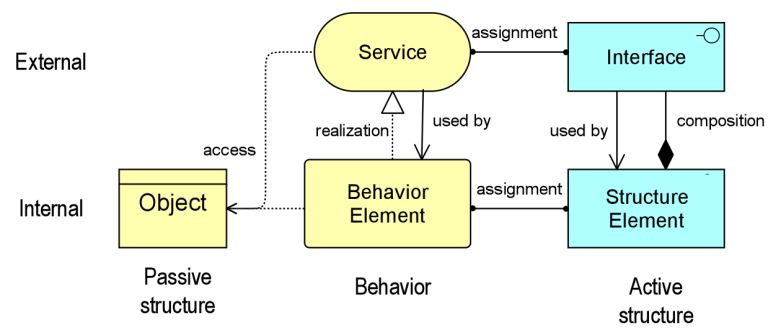 assignment
External
Service
Interface
realization
used by
used by
composition
access
Internal
Object
Behavior
Element
assignment
Structure
Element
Passive
structure
Behavior
Active
structure